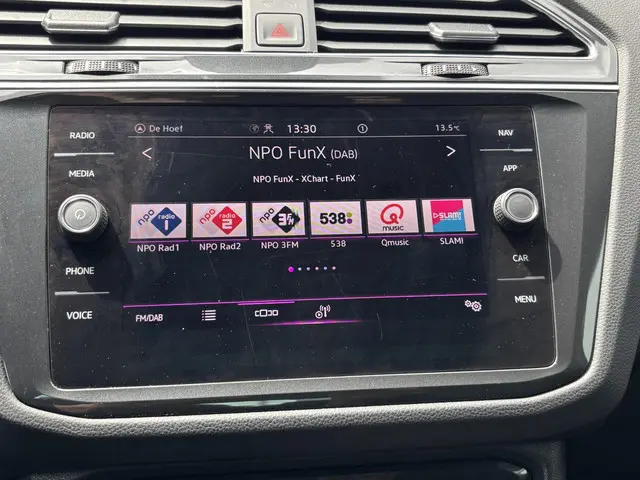 RADIO
MEDIA
PHONE
VOICE
De Hoef
13:30
13.5°C
NPO FunX (DAB)
NPO FunX - XChart - FunX
npo radio 1
npo radio 2
npo 3FM
538
Q music
SLAM!
NPO Rad1
NPO Rad2
NPO 3FM
538
Qmusic
SLAM!
FM/DAB
NAV
APP
CAR
MENU